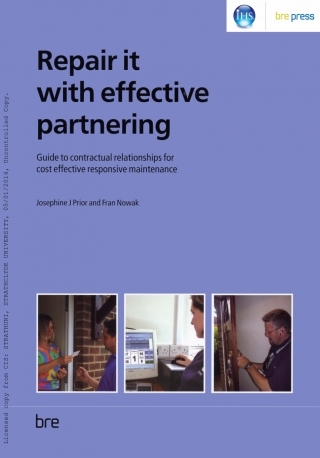 IHS
bre press
Repair it
with effective
partnering
Guide to contractual relationships for
cost effective responsive maintenance
Josephine J Prior and Fran Nowak
bre
Licensed copy from CIS: STRATHUNI, STRATHCLYDE UNIVERSITY, 05/01/2014, Uncontrolled Copy.